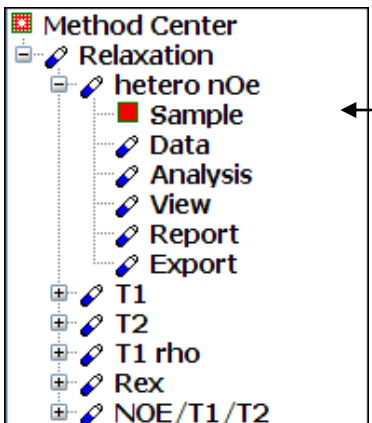 Method Center
Relaxation
hetero nOe
Sample
Data
Analysis
View
Report
Export
T1
T2
T1 rho
Rex
NOE/T1/T2